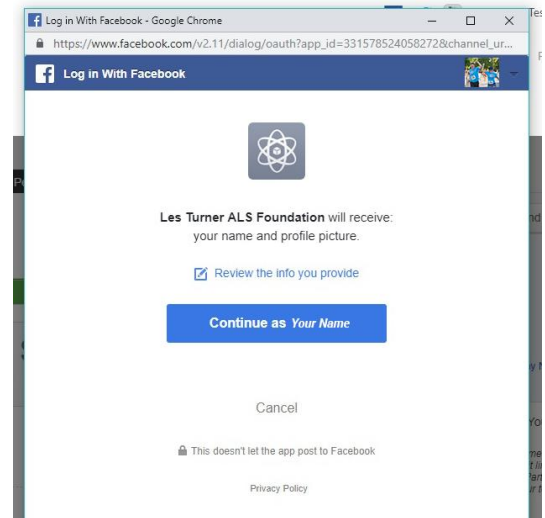 Log in With Facebook - Google Chrome
https://www.facebook.com/v2.11/dialog/oauth?app_id=331578524058272&channel_ur...
Log in With Facebook
Les Turner ALS Foundation will receive:
your name and profile picture.
Review the info you provide
Continue as Your Name
Cancel
This doesn't let the app post to Facebook
Privacy Policy